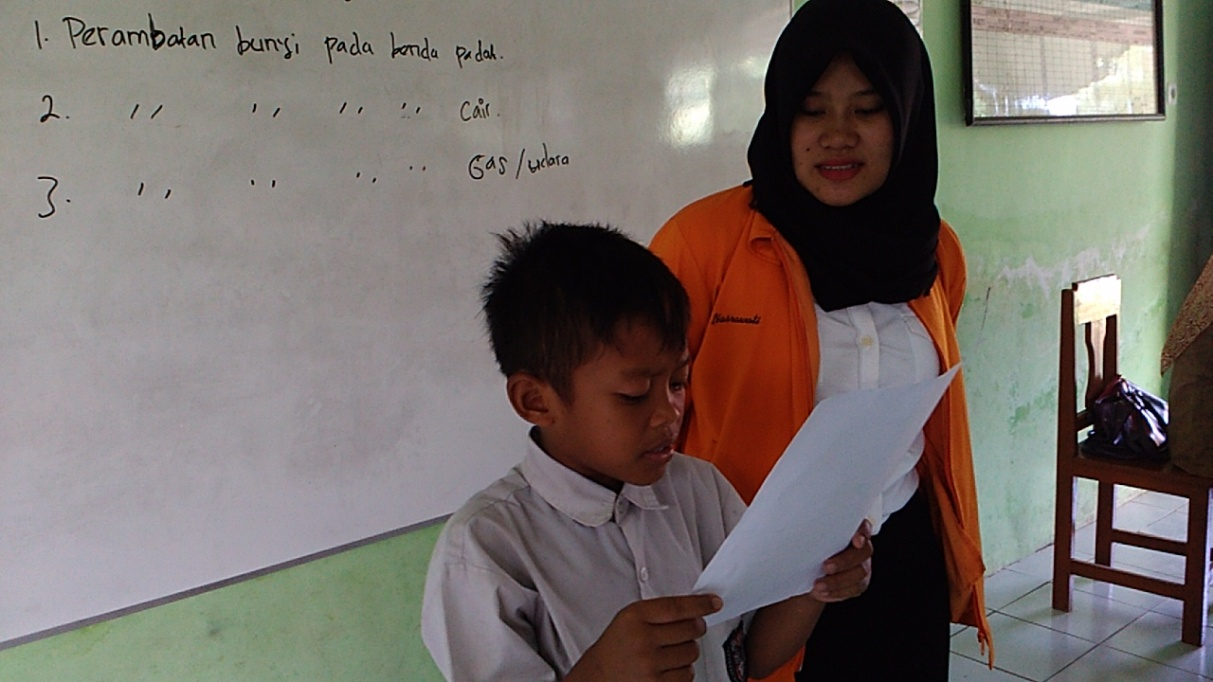 1. Perambatan bunyi pada benda padat.
2. " " " " Cair.
3. " " " " Gas/udara